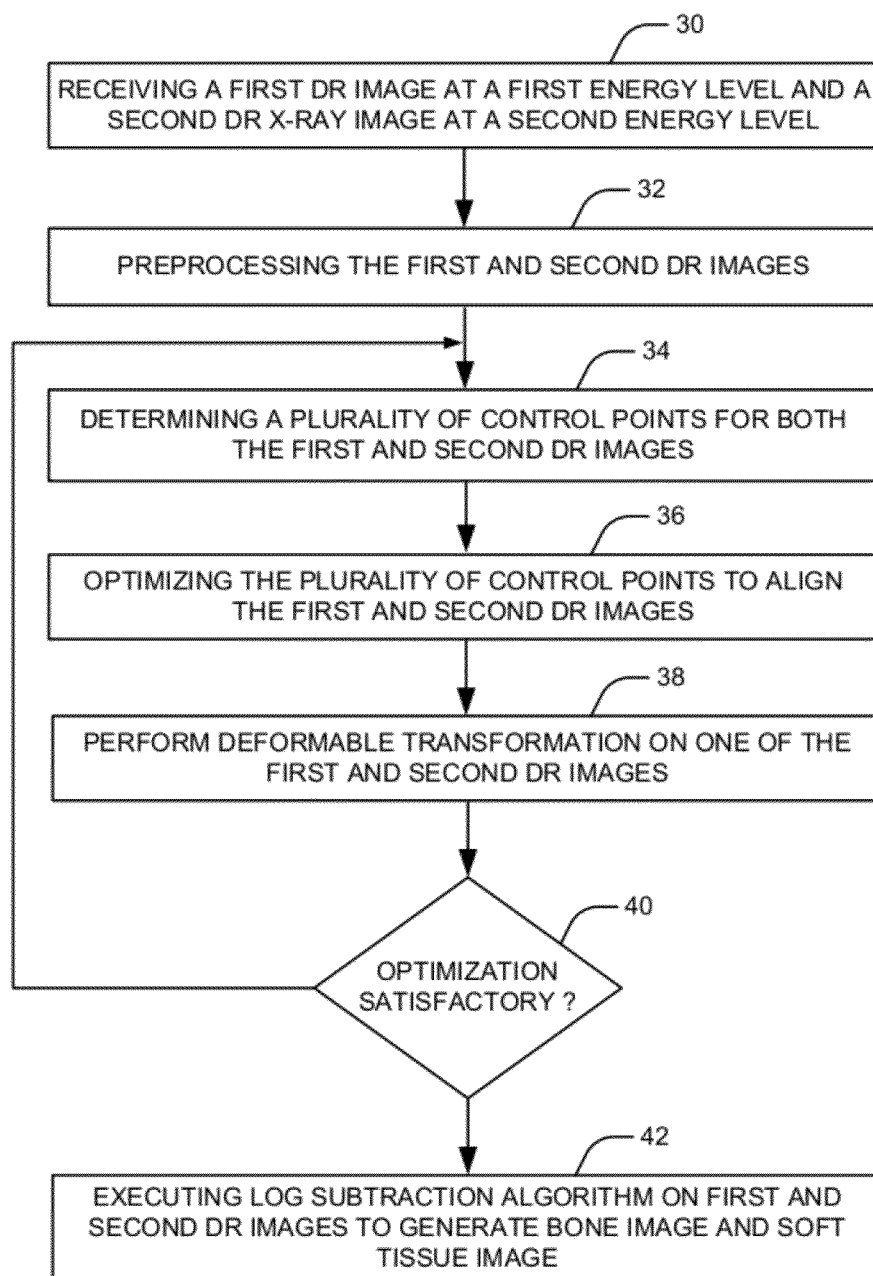 30
RECEIVING A FIRST DR IMAGE AT A FIRST ENERGY LEVEL AND A
SECOND DR X-RAY IMAGE AT A SECOND ENERGY LEVEL
32
PREPROCESSING THE FIRST AND SECOND DR IMAGES
34
DETERMINING A PLURALITY OF CONTROL POINTS FOR BOTH
THE FIRST AND SECOND DR IMAGES
36
OPTIMIZING THE PLURALITY OF CONTROL POINTS TO ALIGN
THE FIRST AND SECOND DR IMAGES
38
PERFORM DEFORMABLE TRANSFORMATION ON ONE OF THE
FIRST AND SECOND DR IMAGES
40
OPTIMIZATION
SATISFACTORY ?
42
EXECUTING LOG SUBTRACTION ALGORITHM ON FIRST AND
SECOND DR IMAGES TO GENERATE BONE IMAGE AND SOFT
TISSUE IMAGE